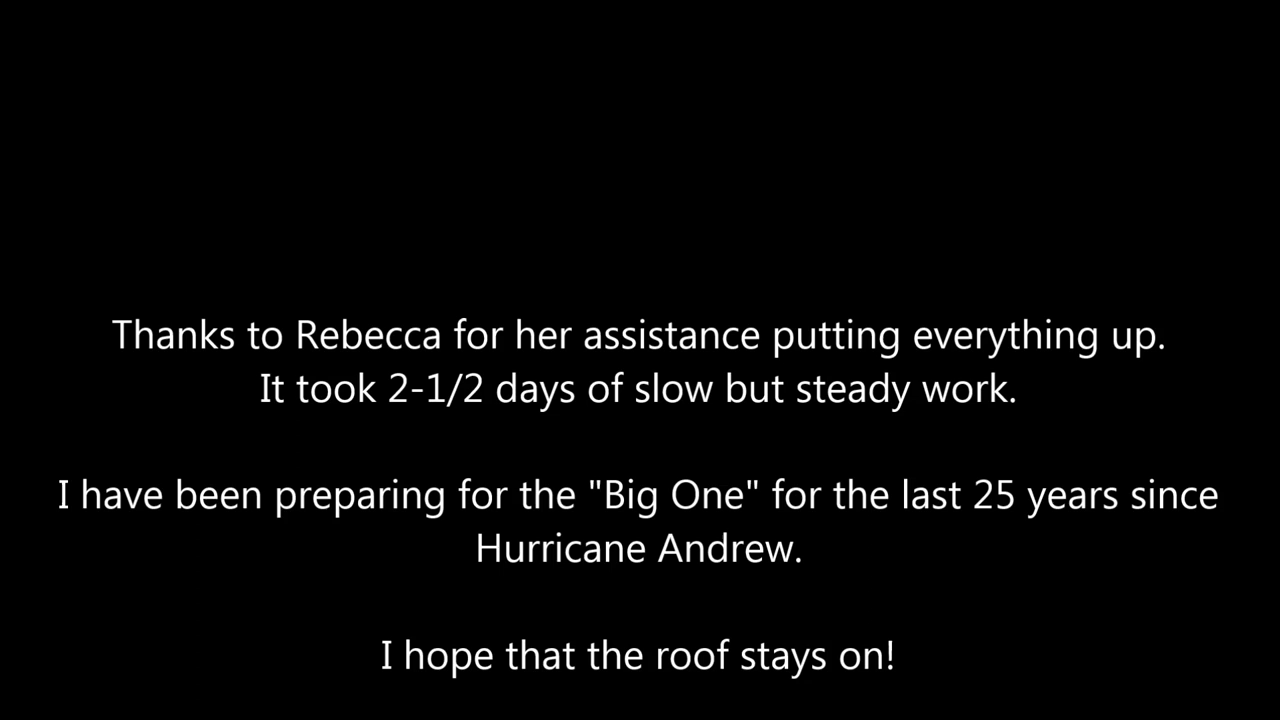 Thanks to Rebecca for her assistance putting everything up.
It took 2-1/2 days of slow but steady work.
I have been preparing for the "Big One" for the last 25 years since
Hurricane Andrew.
I hope that the roof stays on!